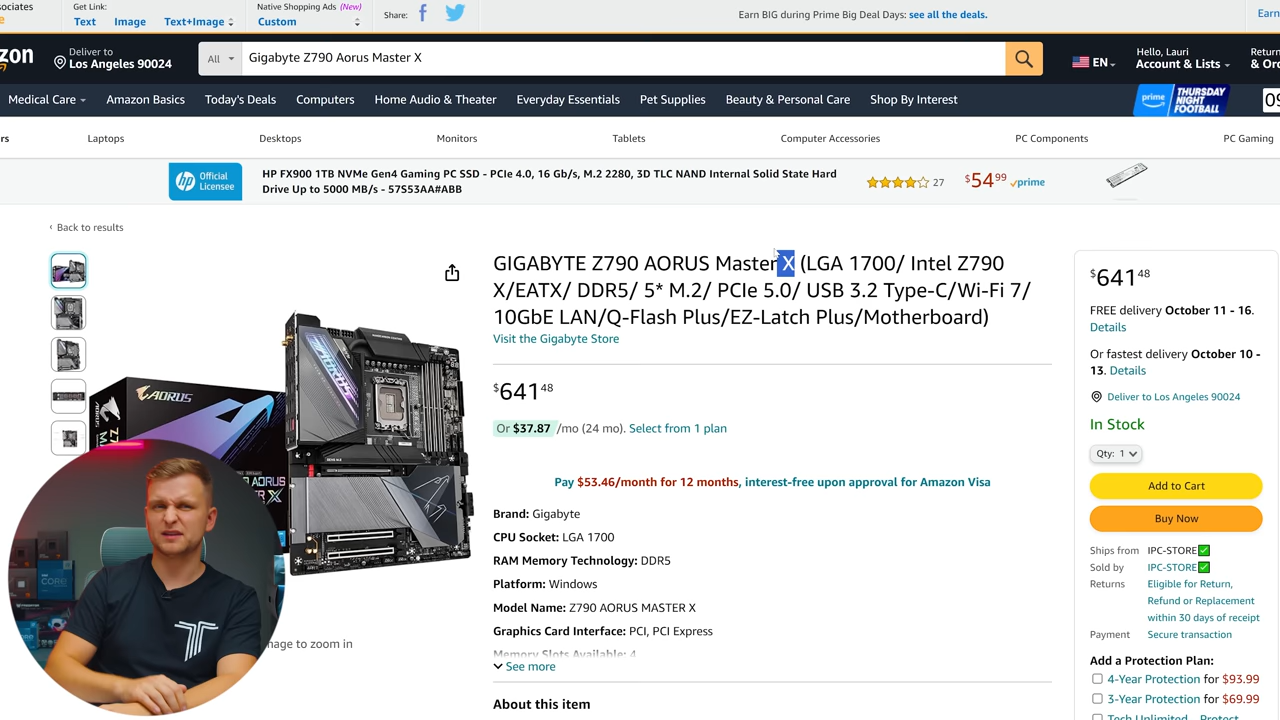 sociates
Get Link:
Native Shopping Ads (New)
Text
Image
Text+Image
Custom
Share:
Earn BIG during Prime Big Deal Days: see all the deals.
Earn
zon
Deliver to
Los Angeles 90024
All
Gigabyte Z790 Aorus Master X
EN
Hello, Lauri
Account & Lists
Return
& Ord
Medical Care
Amazon Basics
Today's Deals
Computers
Home Audio & Theater
Everyday Essentials
Pet Supplies
Beauty & Personal Care
Shop By Interest
prime
THURSDAY
NIGHT
FOOTBALL
09
rs
Laptops
Desktops
Monitors
Tablets
Computer Accessories
PC Components
PC Gaming
hp Official
Licensee
HP FX900 1TB NVMe Gen4 Gaming PC SSD - PCIe 4.0, 16 Gb/s, M.2 2280, 3D TLC NAND Internal Solid State Hard
Drive Up to 5000 MB/s - 57S53AA#ABB
27
$54 99
prime
‹ Back to results
GIGABYTE Z790 AORUS Master X (LGA 1700/ Intel Z790
X/EATX/ DDR5/ 5* M.2/ PCIe 5.0/ USB 3.2 Type-C/Wi-Fi 7/
10GbE LAN/Q-Flash Plus/EZ-Latch Plus/Motherboard)
Visit the Gigabyte Store
$641 48
Or $37.87 /mo (24 mo). Select from 1 plan
Pay $53.46/month for 12 months, interest-free upon approval for Amazon Visa
Brand: Gigabyte
CPU Socket: LGA 1700
RAM Memory Technology: DDR5
Platform: Windows
Model Name: Z790 AORUS MASTER X
Graphics Card Interface: PCI, PCI Express
Memory Slots Available: 4
See more
About this item
AORUS
AORUS
X
mage to zoom in
$641 48
FREE delivery October 11 - 16.
Details
Or fastest delivery October 10 -
13. Details
Deliver to Los Angeles 90024
In Stock
Qty: 1
Add to Cart
Buy Now
Ships from IPC-STORE
Sold by IPC-STORE
Returns Eligible for Return,
Refund or Replacement
within 30 days of receipt
Payment Secure transaction
Add a Protection Plan:
4-Year Protection for $93.99
3-Year Protection for $69.99
Tech Unlimited - Protect